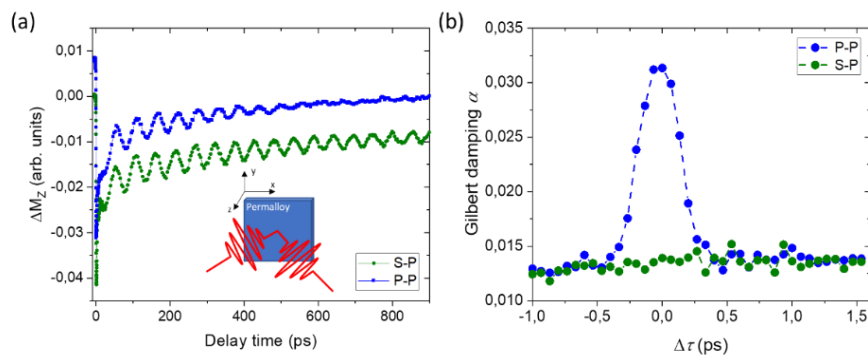 (a)
0,01
0,00
-0,01
-0,02
-0,03
-0,04
ΔM_Z (arb. units)
0
200
400
600
800
Delay time (ps)
y
x
z
Permalloy
S-P
P-P
(b)
0,035
0,030
0,025
0,020
0,015
0,010
Gilbert damping α
-1,0
-0,5
0,0
0,5
1,0
1,5
Δτ (ps)
P-P
S-P